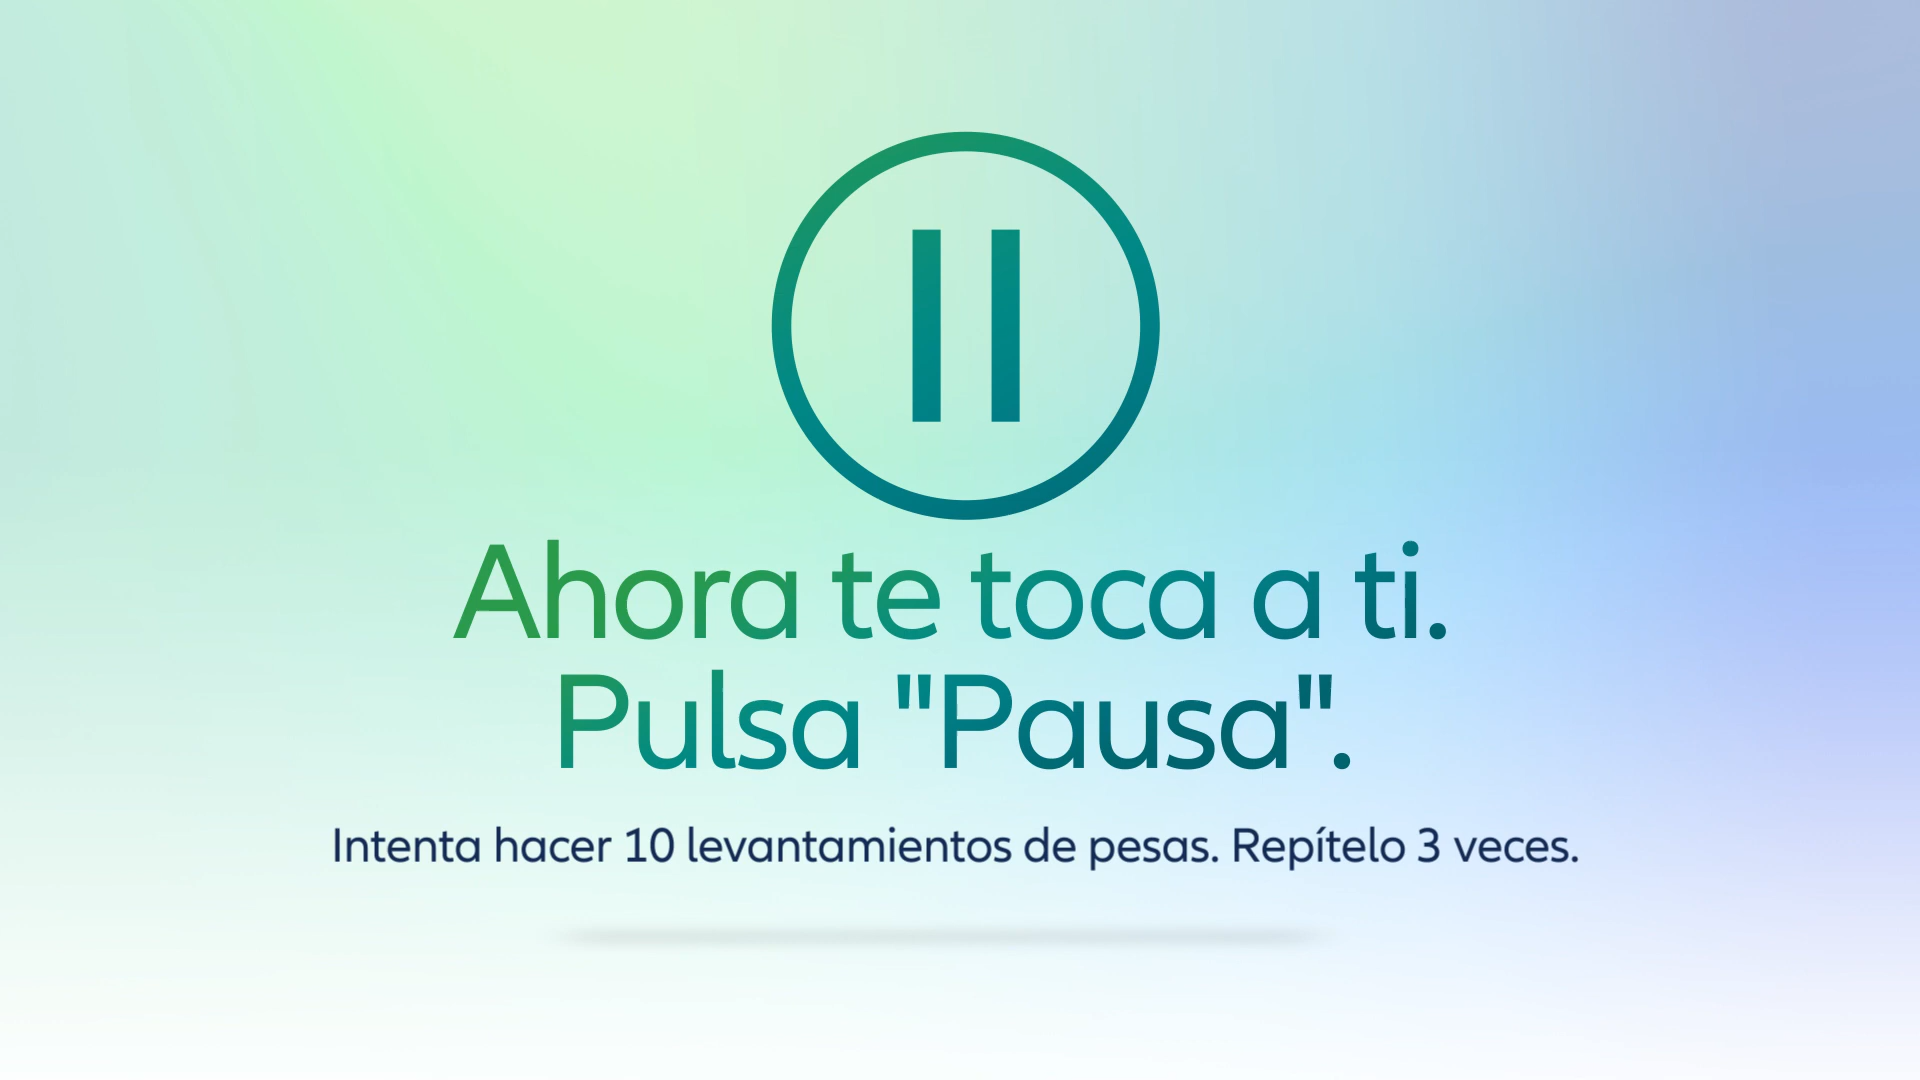 Ahora te toca a ti.
Pulsa "Pausa".
Intenta hacer 10 levantamientos de pesas. Repítelo 3 veces.